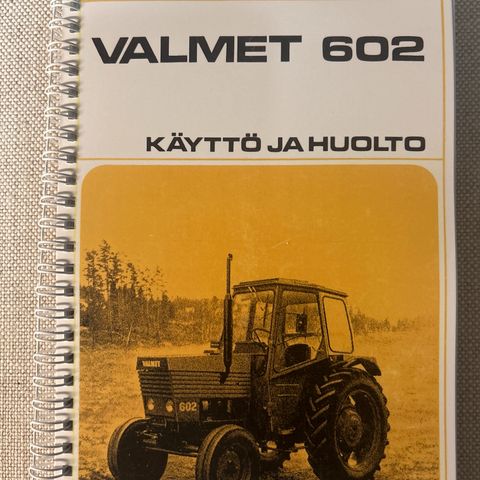 VALMET 602
KÄYTTÖ JA HUOLTO
VALMET
602